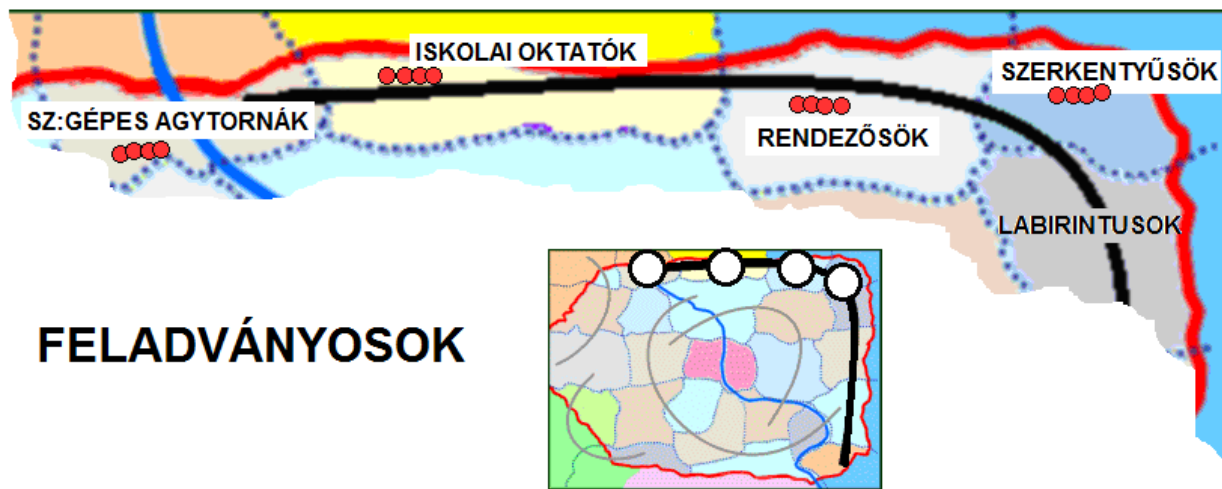 ISKOLAI OKTATÓK
SZERKENTYŰSÖK
SZ:GÉPES AGYTORNÁK
RENDEZŐSÖK
LABIRINTUSOK
FELADVÁNYOSOK